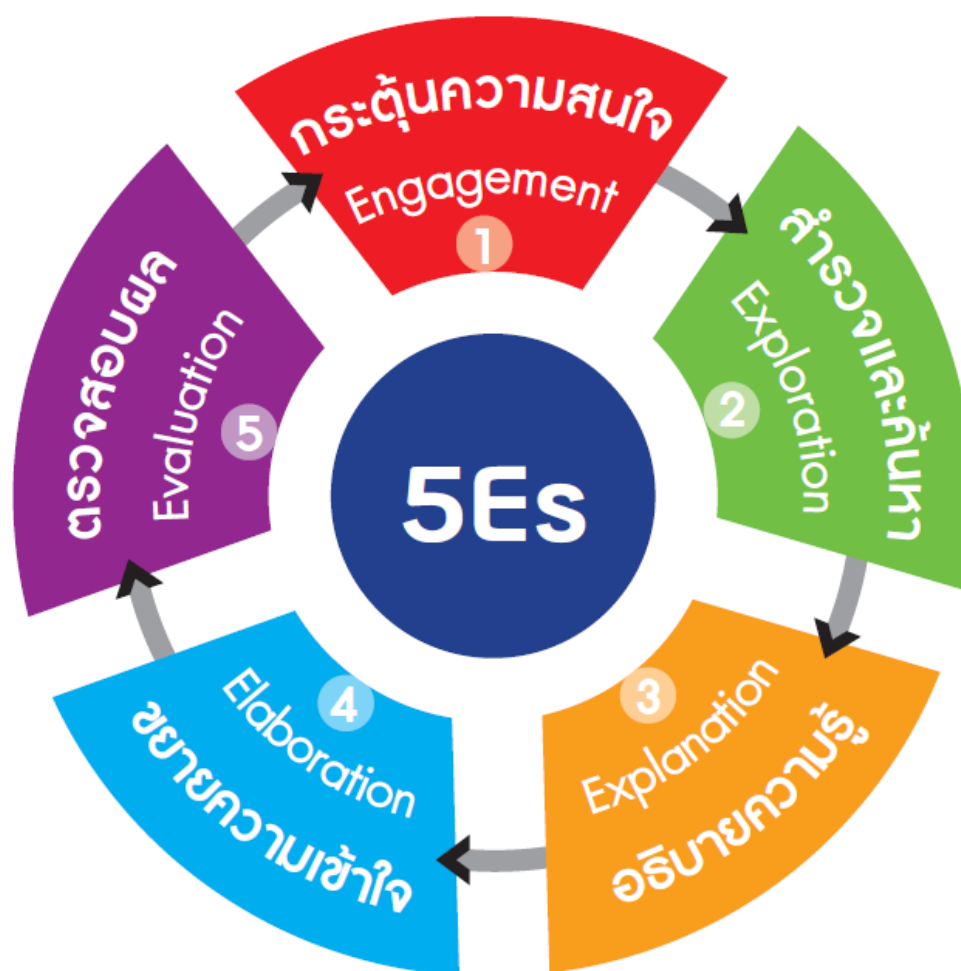 กระตุ้นความสนใจ
Engagement
1
สำรวจและค้นหา
Exploration
2
อธิบายความรู้
Explanation
3
ขยายความเข้าใจ
Elaboration
4
ตรวจสอบผล
Evaluation
5
5Es